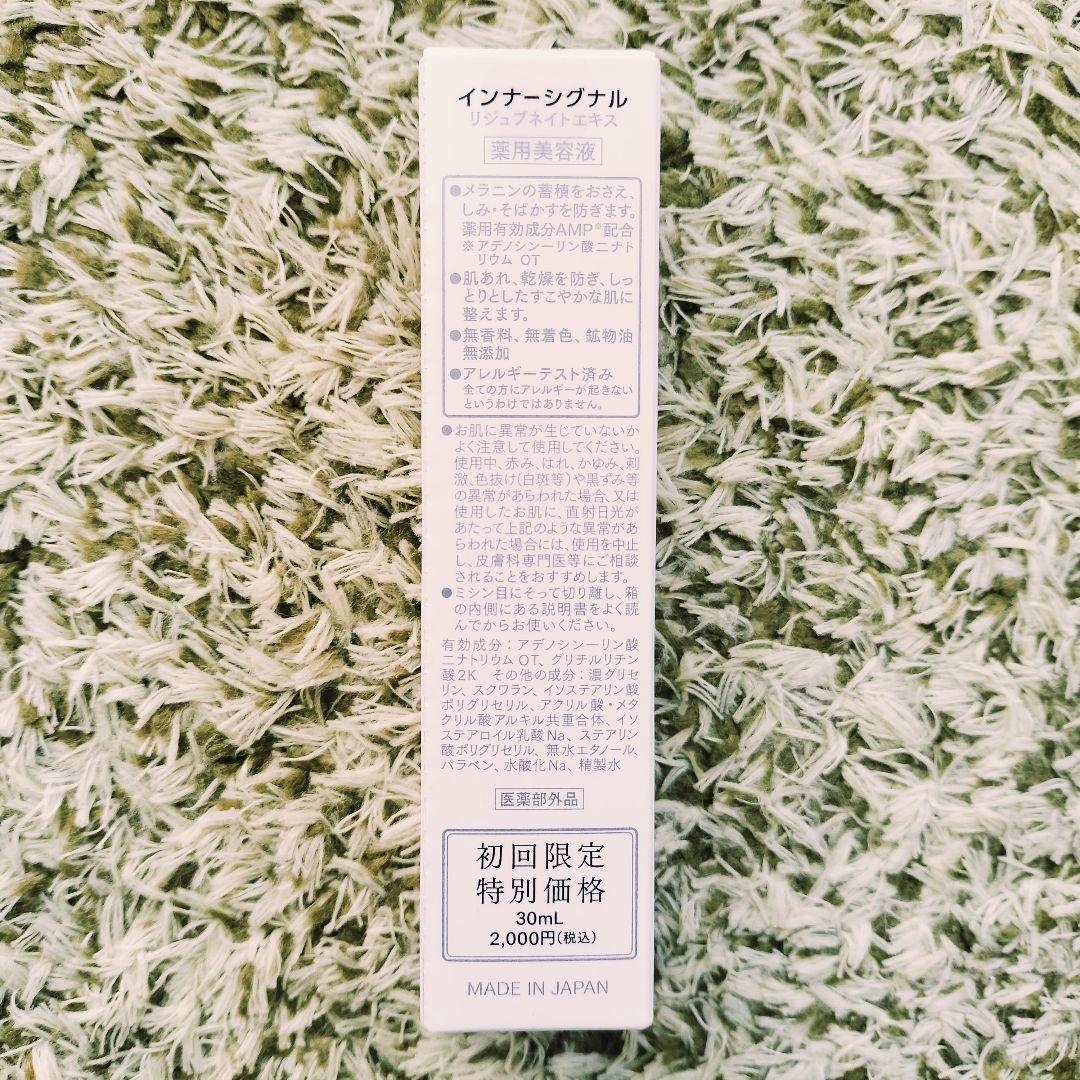 インナーシグナル
リジュブネイトエキス
薬用美容液
●メラニンの蓄積をおさえ、
しみ・そばかすを防ぎます。
薬用有効成分AMP※配合
※アデノシン一リン酸二ナト
リウム OT
●肌あれ、乾燥を防ぎ、しっ
とりとしたすこやかな肌に
整えます。
●無香料、無着色、鉱物油
無添加
●アレルギーテスト済み
全ての方にアレルギーが起きない
というわけではありません。
●お肌に異常が生じていないか
よく注意して使用してください。
使用中、赤み、はれ、かゆみ、刺
激、色抜け(白斑等)や黒ずみ等
の異常があらわれた場合、又は
使用したお肌に、直射日光が
あたって上記のような異常があ
らわれた場合には、使用を中止
し、皮膚科専門医等にご相談
されることをおすすめします。
●ミシン目にそって切り離し、箱
の内側にある説明書をよく読
んでからお使いください。
有効成分：アデノシン一リン酸
二ナトリウム OT、グリチルリチン
酸2K その他の成分：濃グリセ
リン、スクワラン、イソステアリン酸
ポリグリセリル、アクリル酸・メタ
クリル酸アルキル共重合体、イソ
ステアロイル乳酸Na、ステアリン
酸ポリグリセリル、無水エタノール、
パラベン、水酸化Na、精製水
医薬部外品
初回限定
特別価格
30mL
2,000円(税込)
MADE IN JAPAN